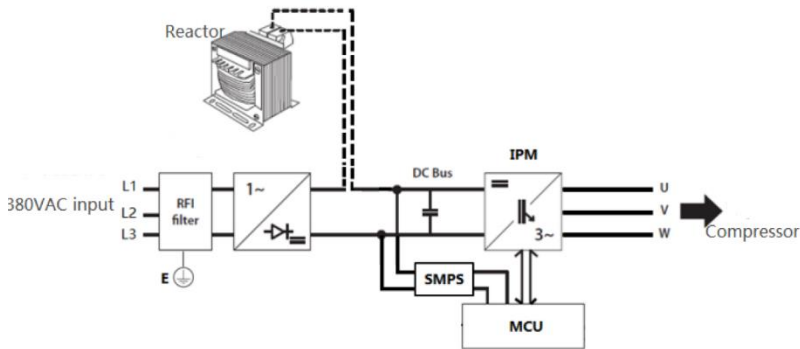 Reactor
IPM
DC Bus
380VAC input
L1
L2
L3
RFI
filter
E
1~
3~
U
V
W
Compressor
SMPS
MCU